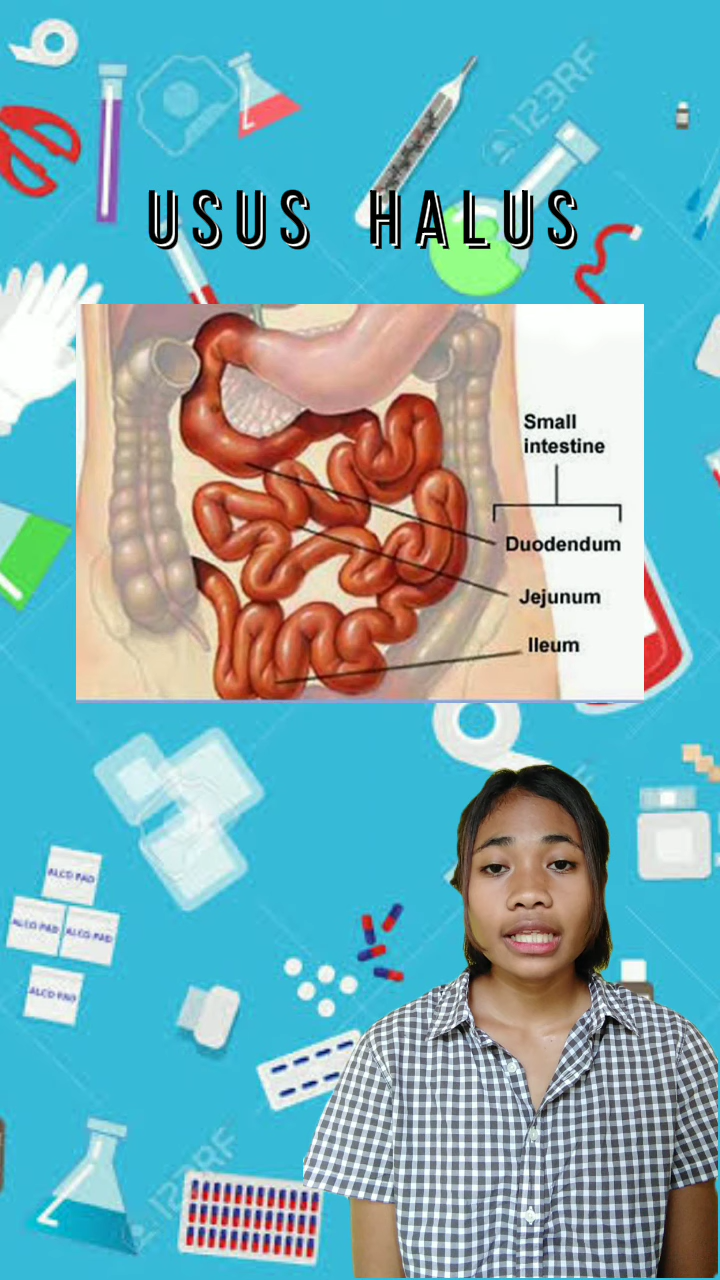 123RF
USUS HALUS
Small
intestine
Duodendum
Jejunum
Ileum
ALCO PAD
ALCO PAD
ALCO PAD
ALCO PAD
123RF